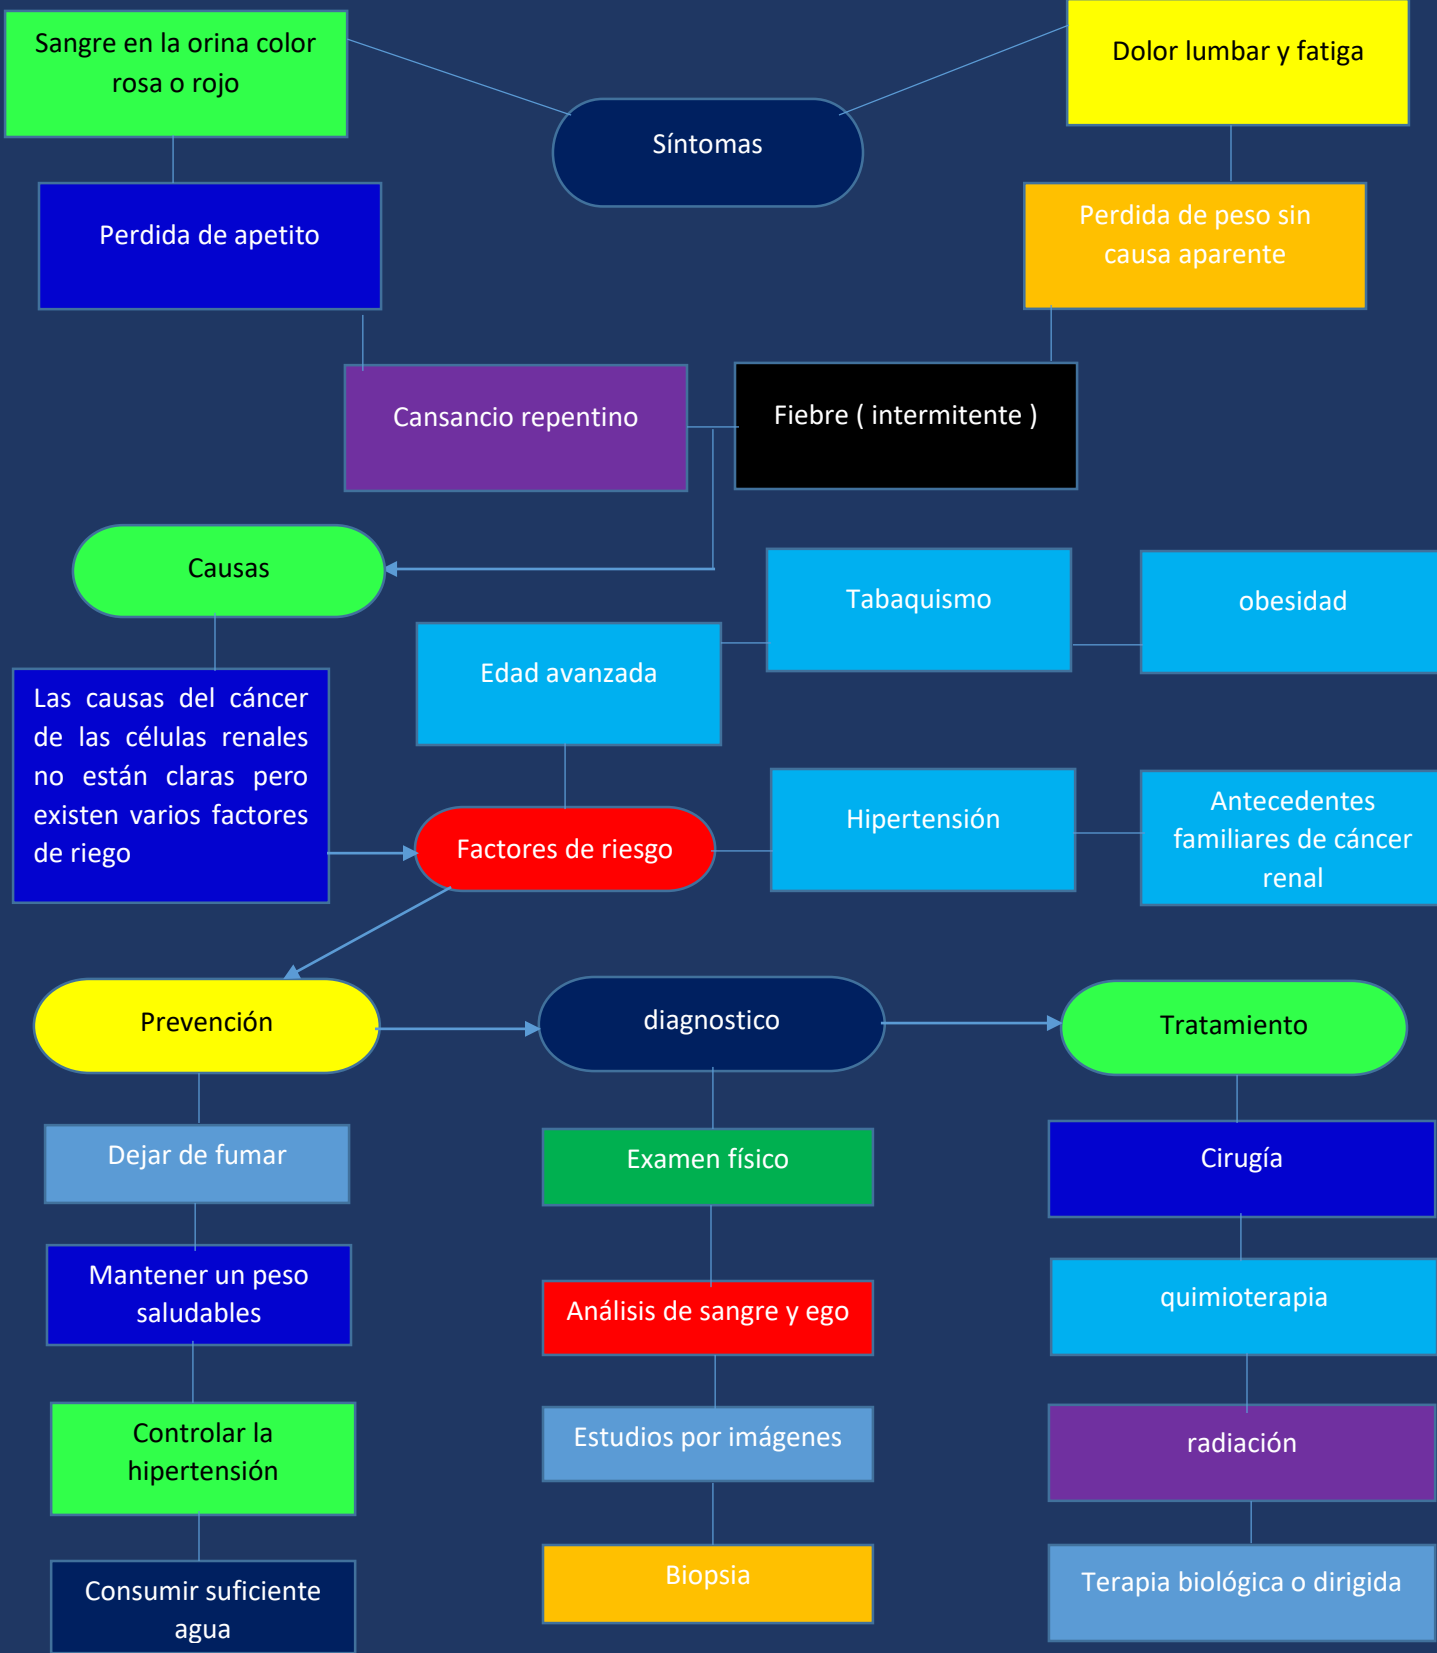 Sangre en la orina color
rosa o rojo
Dolor lumbar y fatiga
Síntomas
Perdida de apetito
Perdida de peso sin
causa aparente
Cansancio repentino
Fiebre ( intermitente )
Causas
Tabaquismo
obesidad
Edad avanzada
Las causas del cáncer
de las células renales
no están claras pero
existen varios factores
de riego
Factores de riesgo
Hipertensión
Antecedentes
familiares de cáncer
renal
Prevención
diagnostico
Tratamiento
Dejar de fumar
Examen físico
Cirugía
Mantener un peso
saludables
Análisis de sangre y ego
quimioterapia
Controlar la
hipertensión
Estudios por imágenes
radiación
Consumir suficiente
agua
Biopsia
Terapia biológica o dirigida